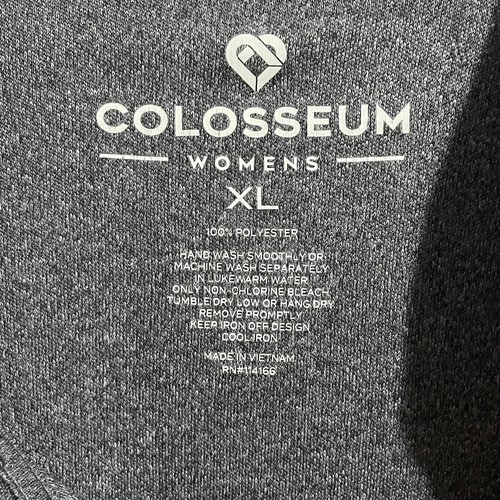 COLOSSEUM
WOMENS
XL
100% POLYESTER
HAND WASH SMOOTHLY OR
MACHINE WASH SEPARATELY
IN LUKEWARM WATER
ONLY NON-CHLORINE BLEACH
TUMBLE DRY LOW OR HANG DRY
REMOVE PROMPTLY
KEEP IRON OFF DESIGN
COOL IRON
MADE IN VIETNAM
RN#114166